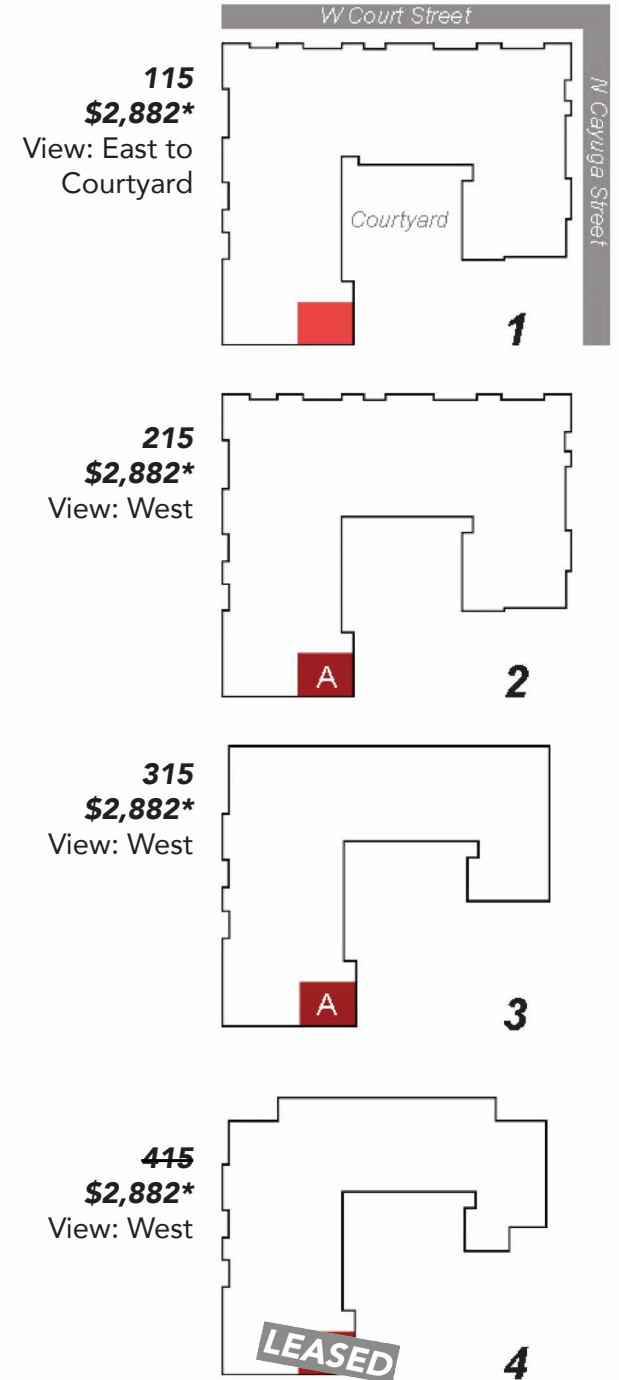 W Court Street
N Cayuga Street
115
$2,882*
View: East to
Courtyard
Courtyard
1
215
$2,882*
View: West
A
2
315
$2,882*
View: West
A
3
415
$2,882*
View: West
LEASED
4